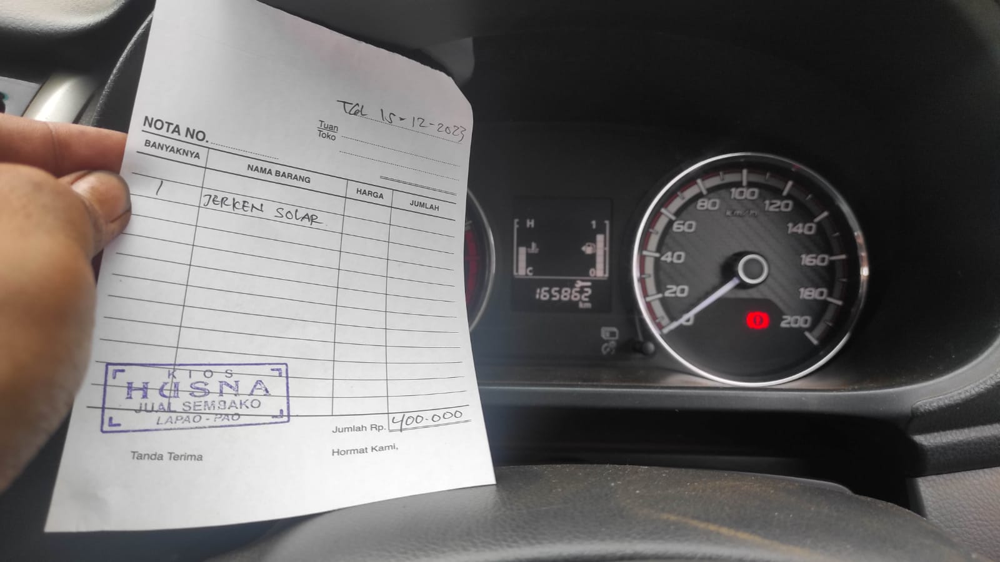 Tgl 15-12-2023
NOTA NO.
Tuan
Toko
BANYAKNYA NAMA BARANG HARGA JUMLAH
1 JERKEN SOLAR
KIOS
HUSNA
JUAL SEMBAKO
LAPAO - PAO
Jumlah Rp. 400.000
Tanda Terima
Hormat Kami,
H 1
C 0
165862
km
80 100 120
km/h
60 140
40 160
20 180
0 200